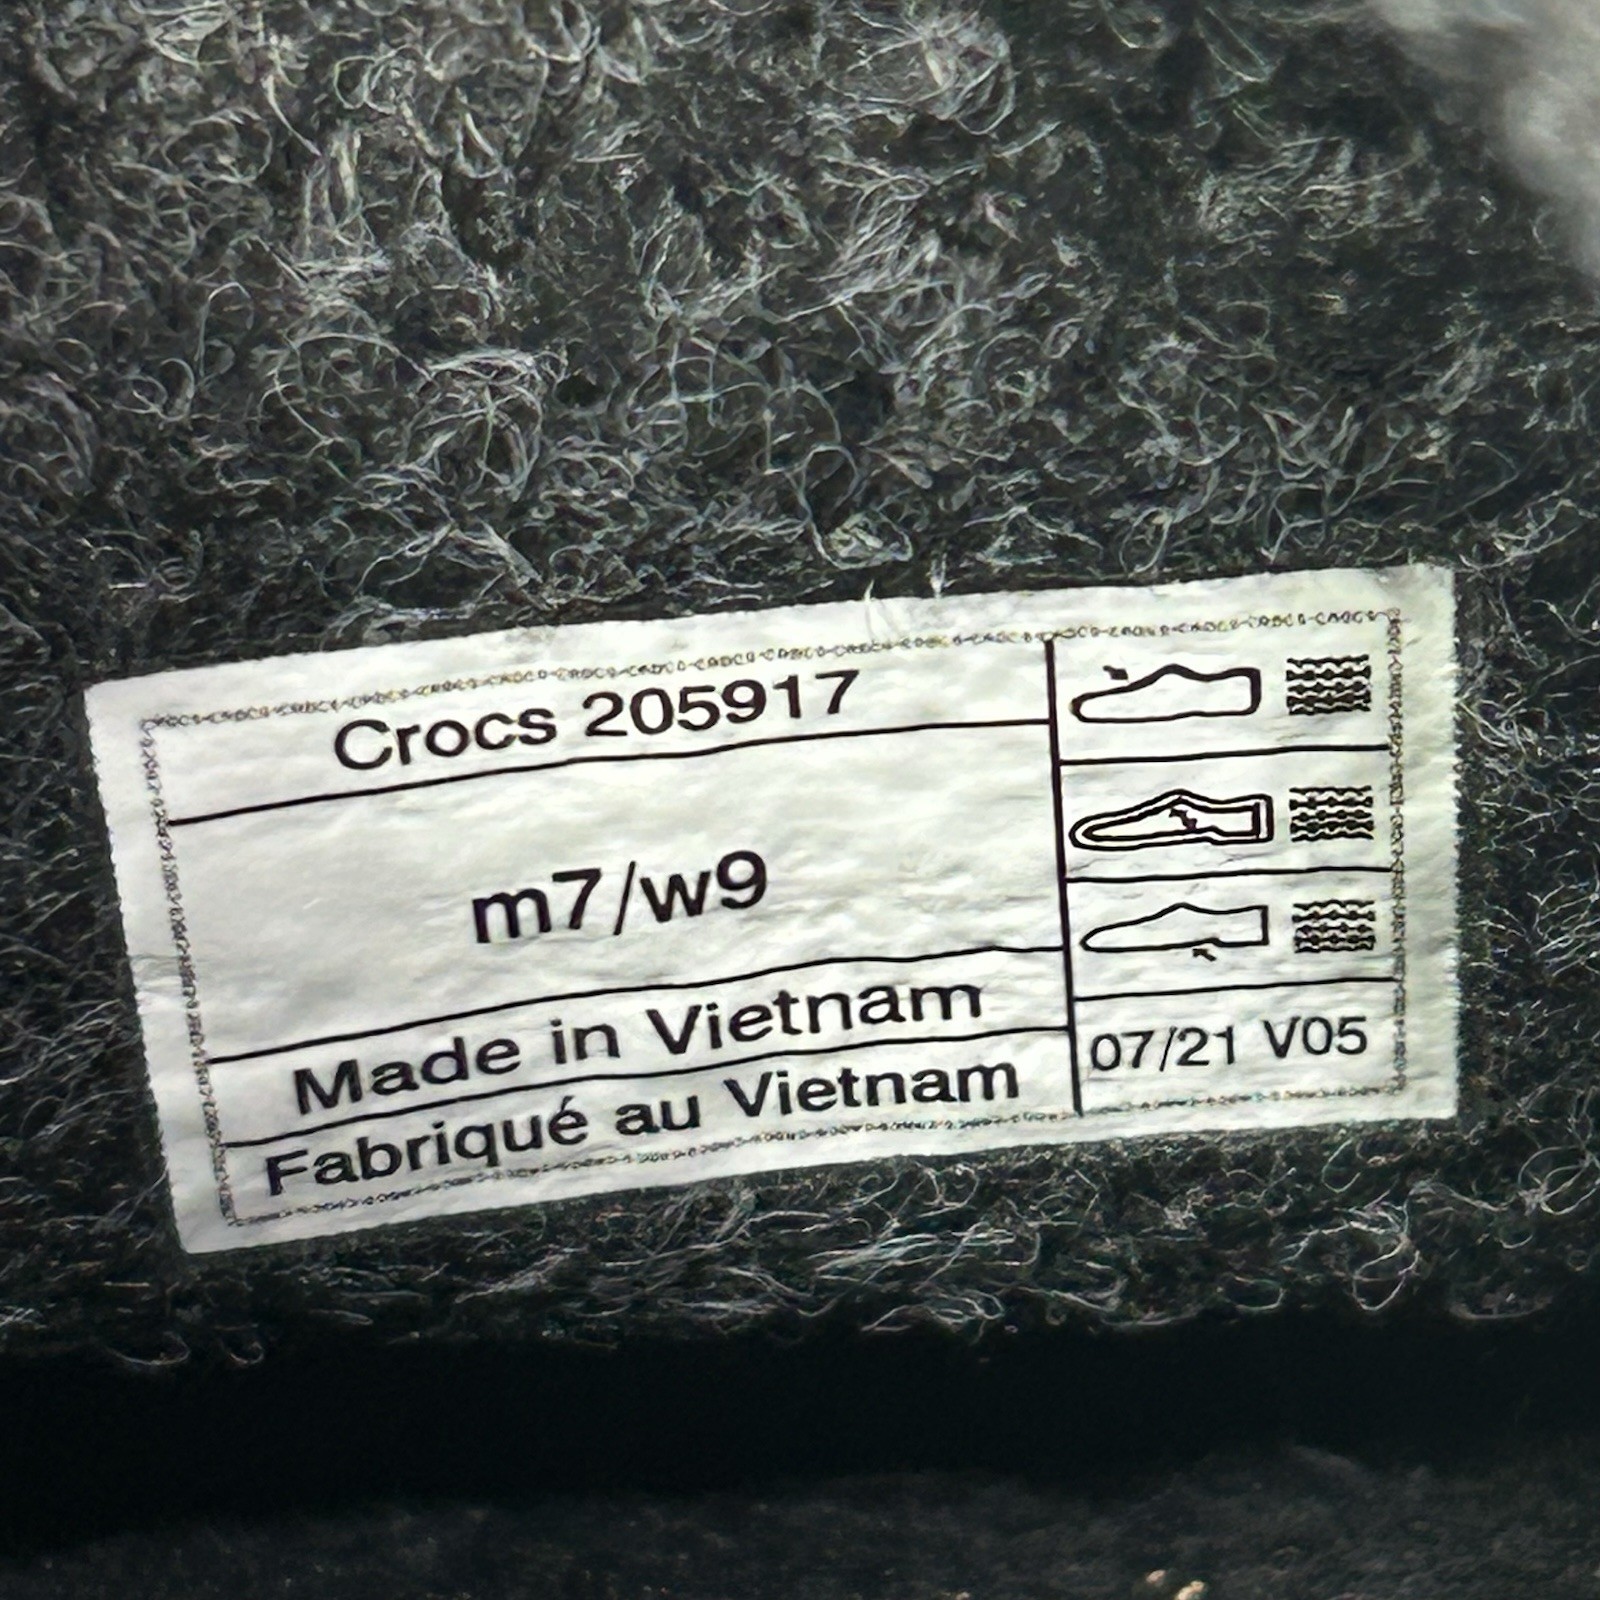 Crocs 205917
m7/w9
Made in Vietnam
Fabriqué au Vietnam
07/21 V05